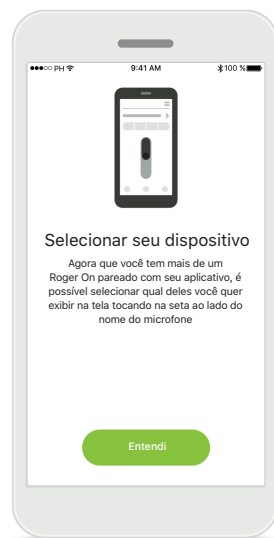 ●●●○○ PH 9:41 AM 100 %
Selecionar seu dispositivo
Agora que você tem mais de um
Roger On pareado com seu aplicativo, é
possível selecionar qual deles você quer
exibir na tela tocando na seta ao lado do
nome do microfone
Entendi